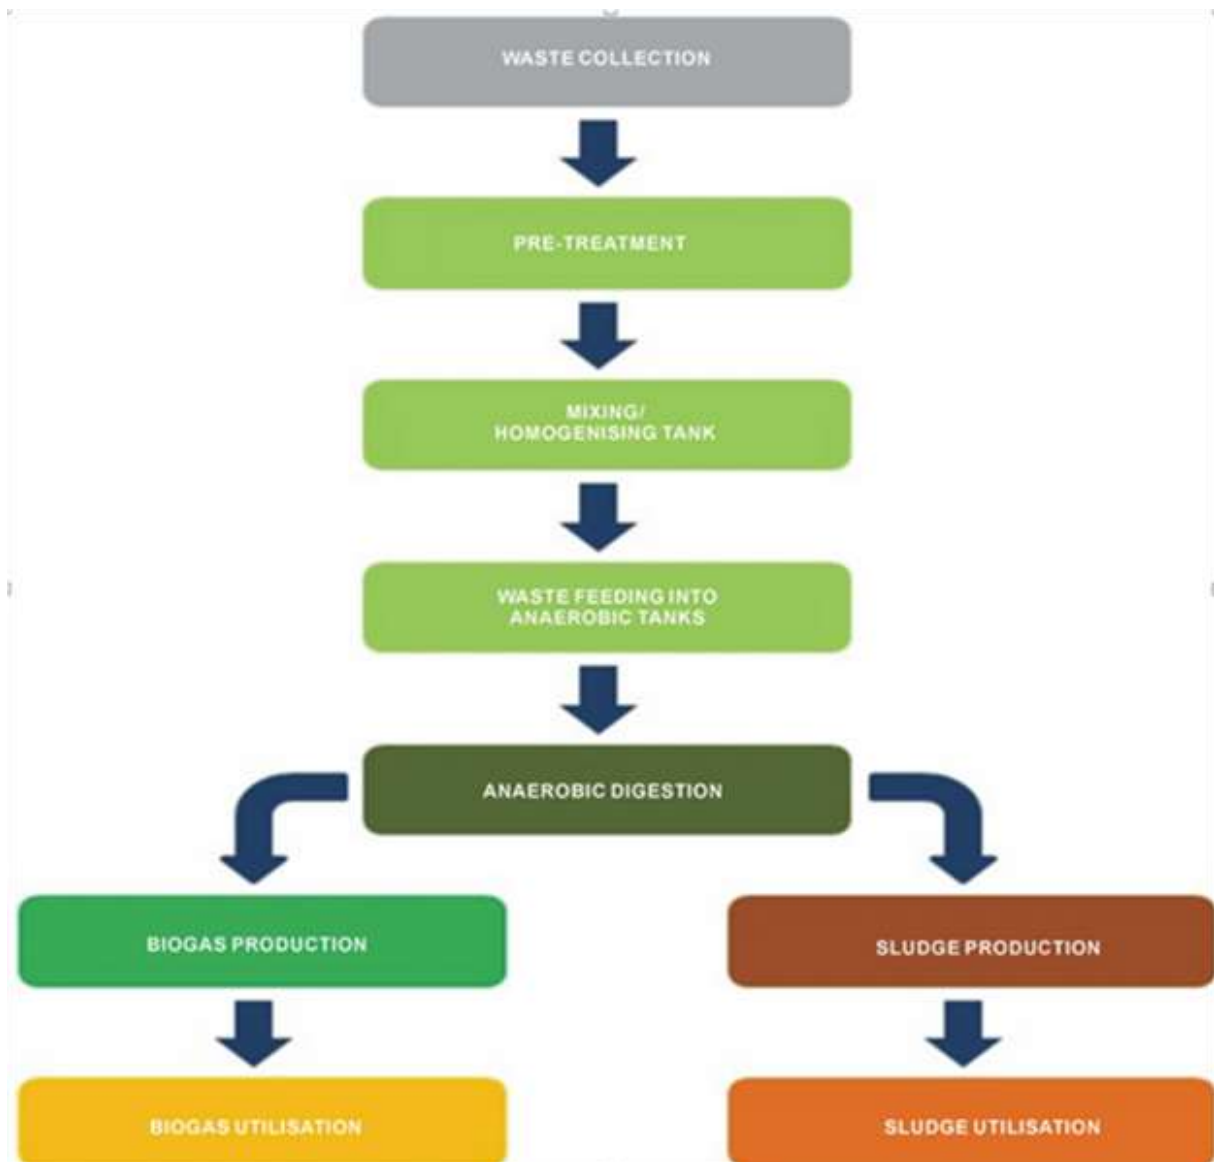 WASTE COLLECTION
PRE-TREATMENT
MIXING/
HOMOGENISING TANK
WASTE FEEDING INTO
ANAEROBIC TANKS
ANAEROBIC DIGESTION
BIOGAS PRODUCTION
SLUDGE PRODUCTION
BIOGAS UTILISATION
SLUDGE UTILISATION